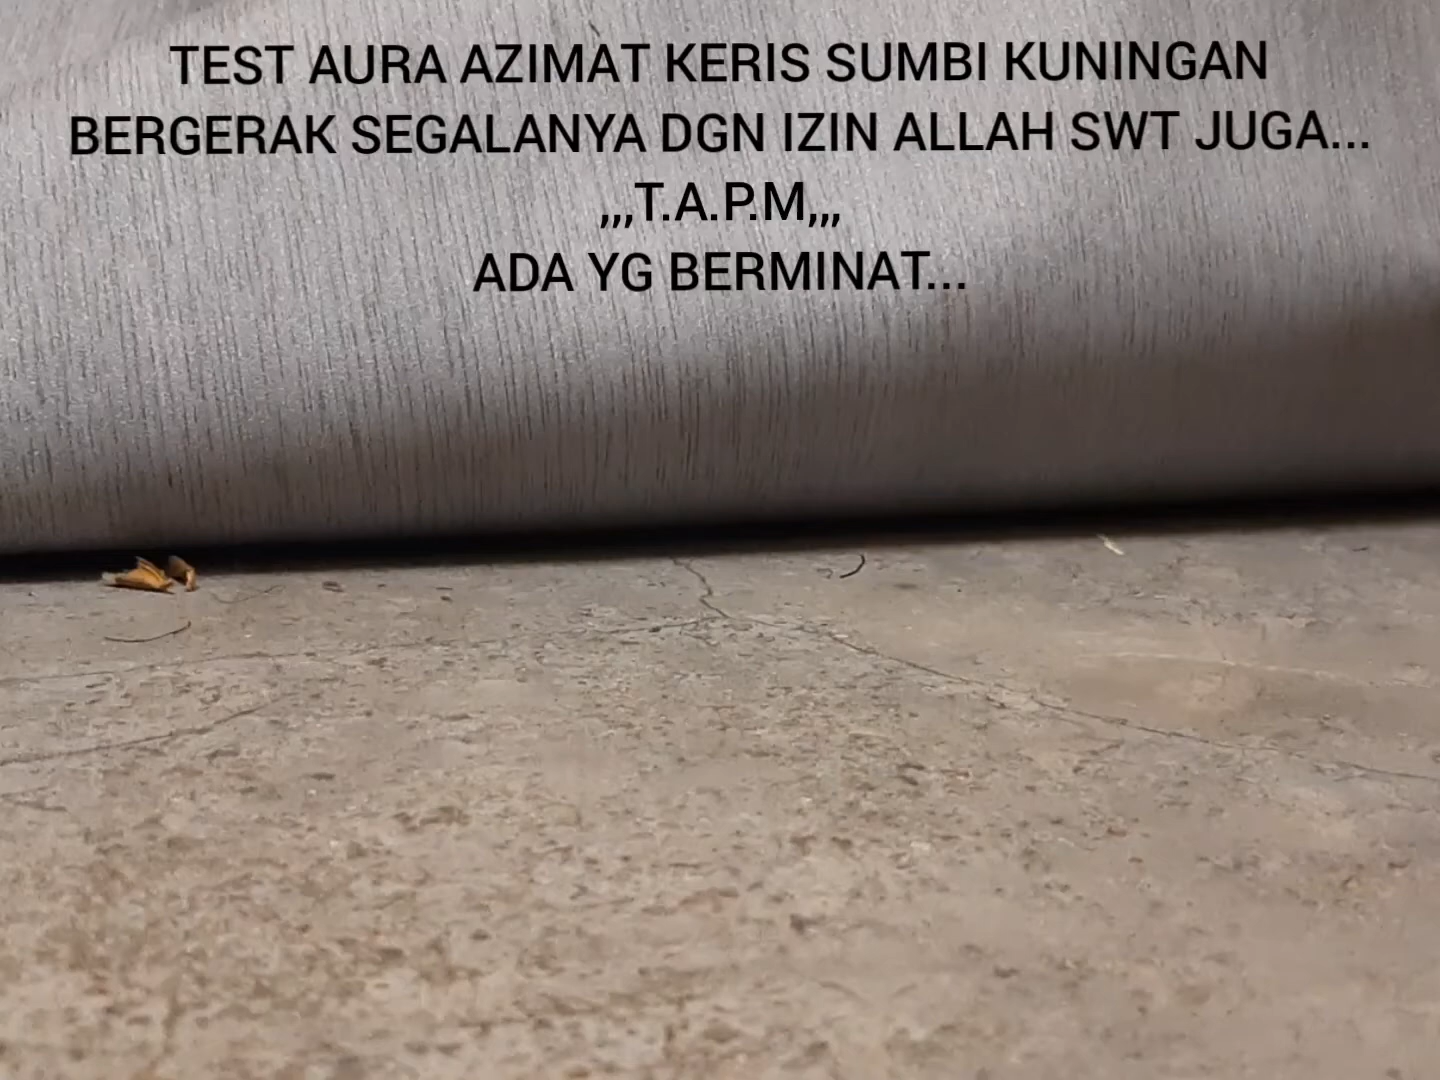 TEST AURA AZIMAT KERIS SUMBI KUNINGAN
BERGERAK SEGALANYA DGN IZIN ALLAH SWT JUGA...
,,,T.A.P.M,,,
ADA YG BERMINAT...